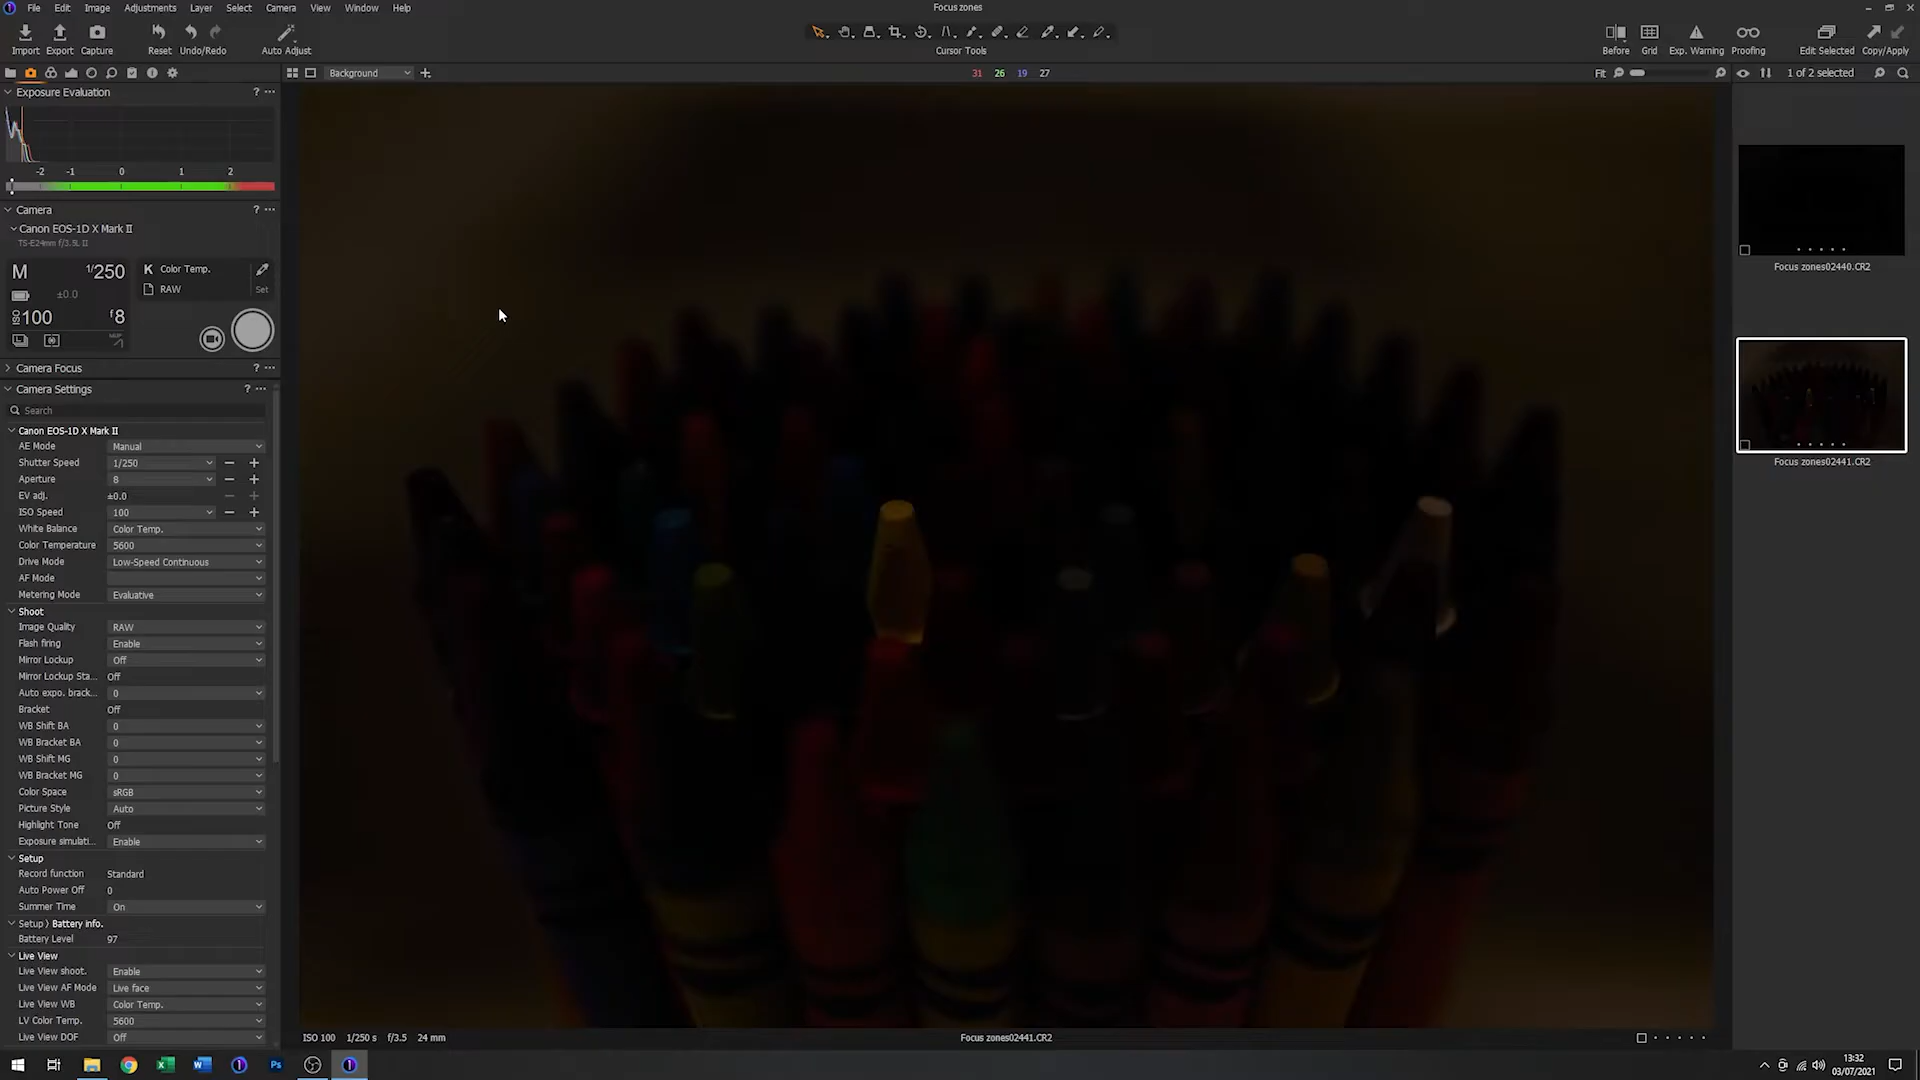 File Edit Image Adjustments Layer Select Camera View Window Help
Focus zones
Import Export Capture Reset Undo/Redo Auto Adjust
Cursor Tools
Before Grid Exp. Warning Proofing Edit Selected Copy/Apply
Background
31 26 19 27
Fit
1 of 2 selected
Exposure Evaluation ? ...
-2 -1 0 1 2
Camera ? ...
Canon EOS-1D X Mark II
TS-E24mm f/3.5L II
M 1/250
K Color Temp.
±0.0
RAW
Set
ISO 100 f8
Camera Focus ? ...
Camera Settings ? ...
Search
Canon EOS-1D X Mark II
AE Mode Manual
Shutter Speed 1/250
Aperture 8
EV adj. ±0.0
ISO Speed 100
White Balance Color Temp.
Color Temperature 5600
Drive Mode Low-Speed Continuous
AF Mode
Metering Mode Evaluative
Shoot
Image Quality RAW
Flash firing Enable
Mirror Lockup Off
Mirror Lockup Sta... Off
Auto expo. brack... 0
Bracket Off
WB Shift BA 0
WB Bracket BA 0
WB Shift MG 0
WB Bracket MG 0
Color Space sRGB
Picture Style Auto
Highlight Tone Off
Exposure simulati... Enable
Setup
Record function Standard
Auto Power Off 0
Summer Time On
Setup ) Battery info.
Battery Level 97
Live View
Live View shoot. Enable
Live View AF Mode Live face
Live View WB Color Temp.
LV Color Temp. 5600
Live View DOF Off
Focus zones02440.CR2
Focus zones02441.CR2
ISO 100 1/250 s f/3.5 24 mm
Focus zones02441.CR2
13:32
03/07/2021